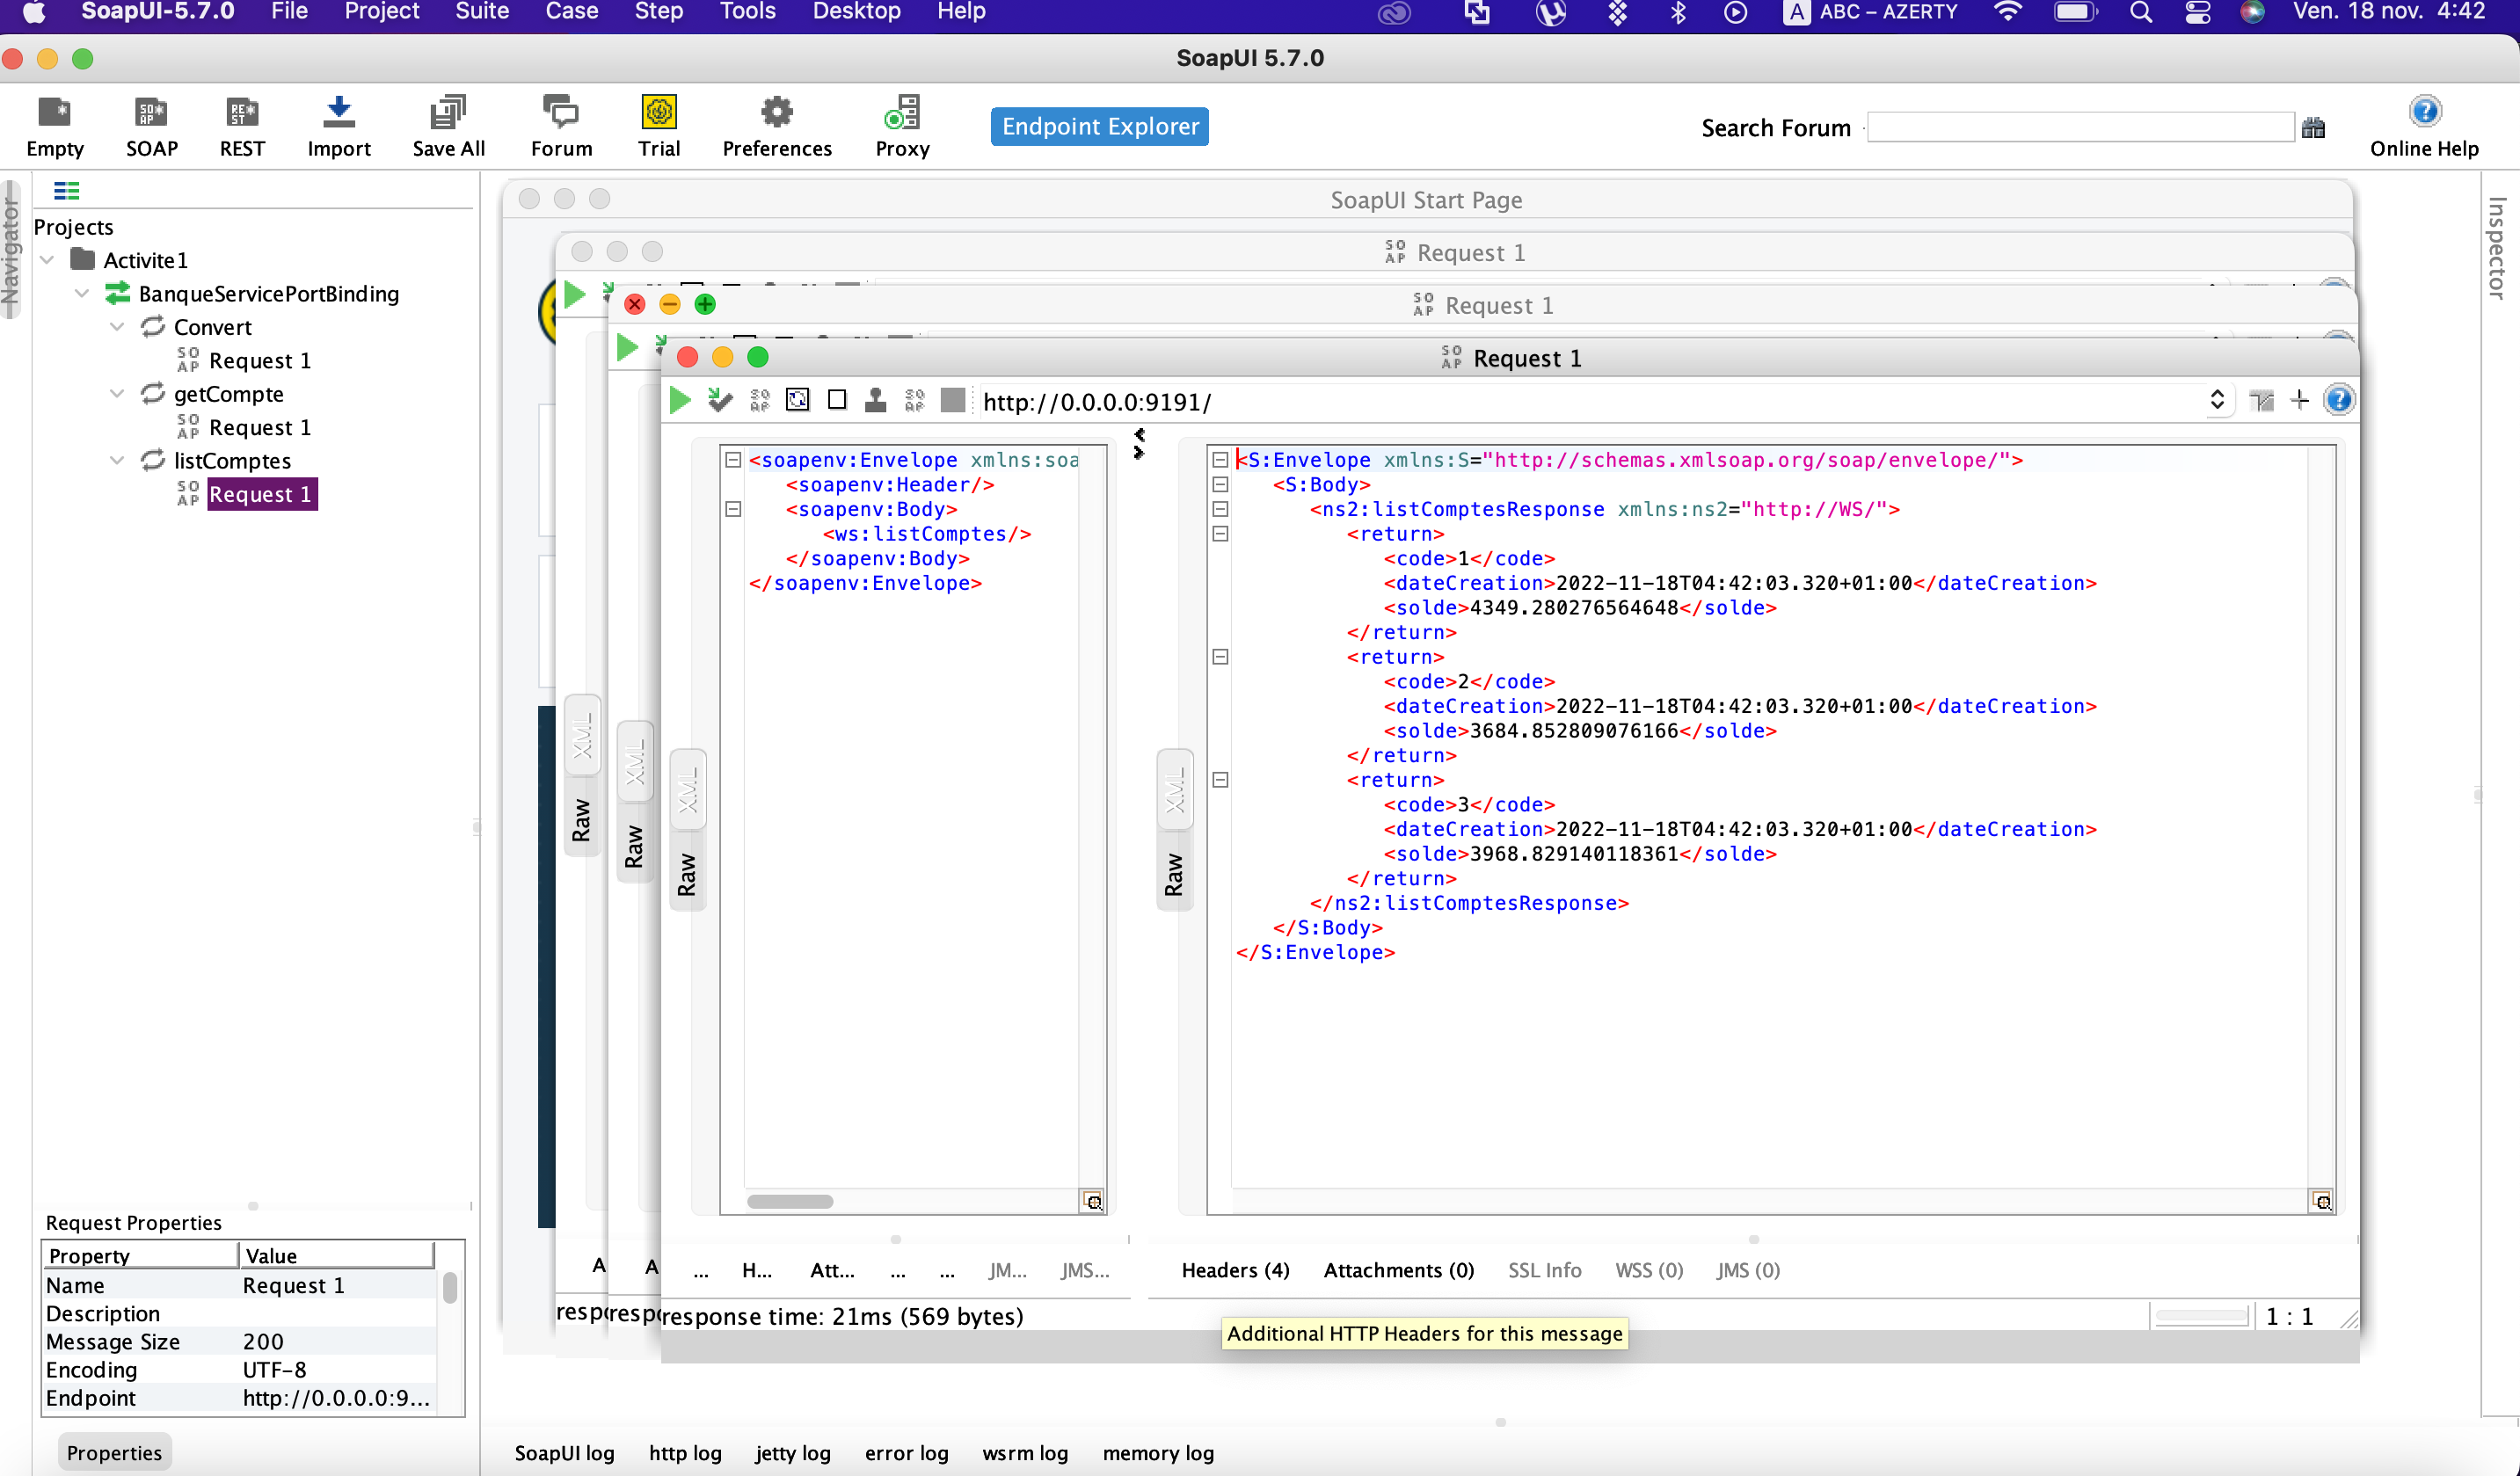 SoapUI-5.7.0 File Project Suite Case Step Tools Desktop Help A ABC – AZERTY Ven. 18 nov. 4:42
SoapUI 5.7.0
Empty SOAP REST Import Save All Forum Trial Preferences Proxy Endpoint Explorer Search Forum Online Help
Navigator
Inspector
Projects
Activite1
BanqueServicePortBinding
Convert
SOAP Request 1
getCompte
SOAP Request 1
listComptes
SOAP Request 1
SoapUI Start Page
SOAP Request 1
SOAP Request 1
SOAP Request 1
http://0.0.0.0:9191/
<soapenv:Envelope xmlns:soa
<soapenv:Header/>
<soapenv:Body>
<ws:listComptes/>
</soapenv:Body>
</soapenv:Envelope>
<S:Envelope xmlns:S="http://schemas.xmlsoap.org/soap/envelope/">
<S:Body>
<ns2:listComptesResponse xmlns:ns2="http://WS/">
<return>
<code>1</code>
<dateCreation>2022-11-18T04:42:03.320+01:00</dateCreation>
<solde>4349.280276564648</solde>
</return>
<return>
<code>2</code>
<dateCreation>2022-11-18T04:42:03.320+01:00</dateCreation>
<solde>3684.852809076166</solde>
</return>
<return>
<code>3</code>
<dateCreation>2022-11-18T04:42:03.320+01:00</dateCreation>
<solde>3968.829140118361</solde>
</return>
</ns2:listComptesResponse>
</S:Body>
</S:Envelope>
XML
Raw
XML
Raw
XML
Raw
XML
Raw
A A ... H... Att... ... ... JM... JMS...
Headers (4) Attachments (0) SSL Info WSS (0) JMS (0)
resp resp response time: 21ms (569 bytes)
1 : 1
Additional HTTP Headers for this message
Request Properties
Property Value
Name Request 1
Description
Message Size 200
Encoding UTF-8
Endpoint http://0.0.0.0:9...
Properties
SoapUI log http log jetty log error log wsrm log memory log